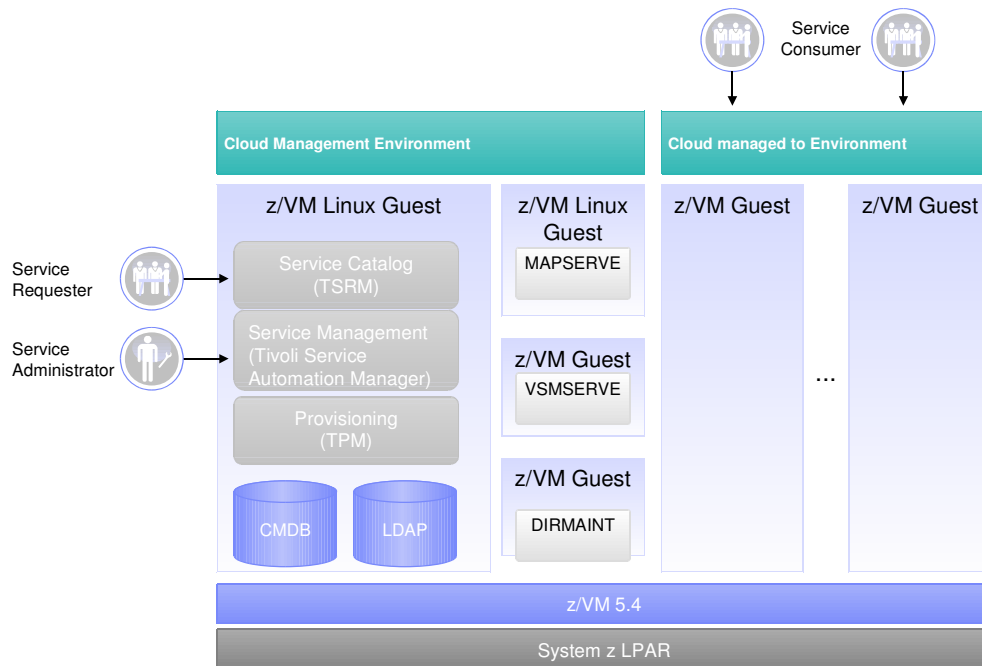 Service
Consumer
Cloud Management Environment
Cloud managed to Environment
z/VM Linux Guest
z/VM Linux
Guest
z/VM Guest
z/VM Guest
MAPSERVE
Service Catalog
(TSRM)
Service
Requester
Service Management
(Tivoli Service
Automation Manager)
Service
Administrator
z/VM Guest
VSMSERVE
...
Provisioning
(TPM)
z/VM Guest
DIRMAINT
CMDB
LDAP
z/VM 5.4
System z LPAR